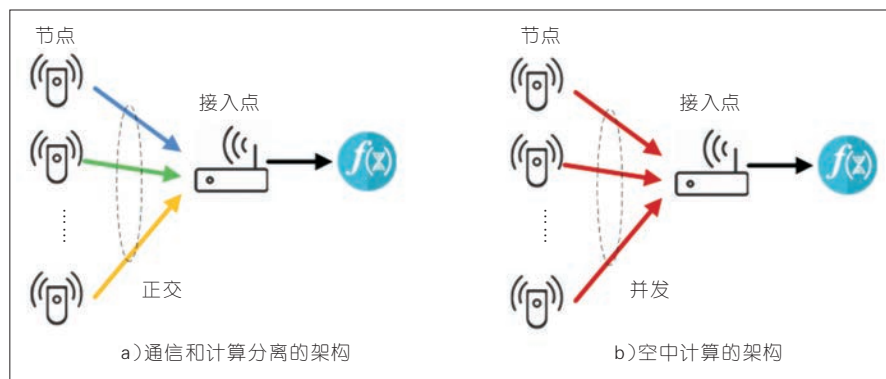 节点
接入点
f(x)
……
正交
a)通信和计算分离的架构
节点
接入点
f(x)
……
并发
b)空中计算的架构